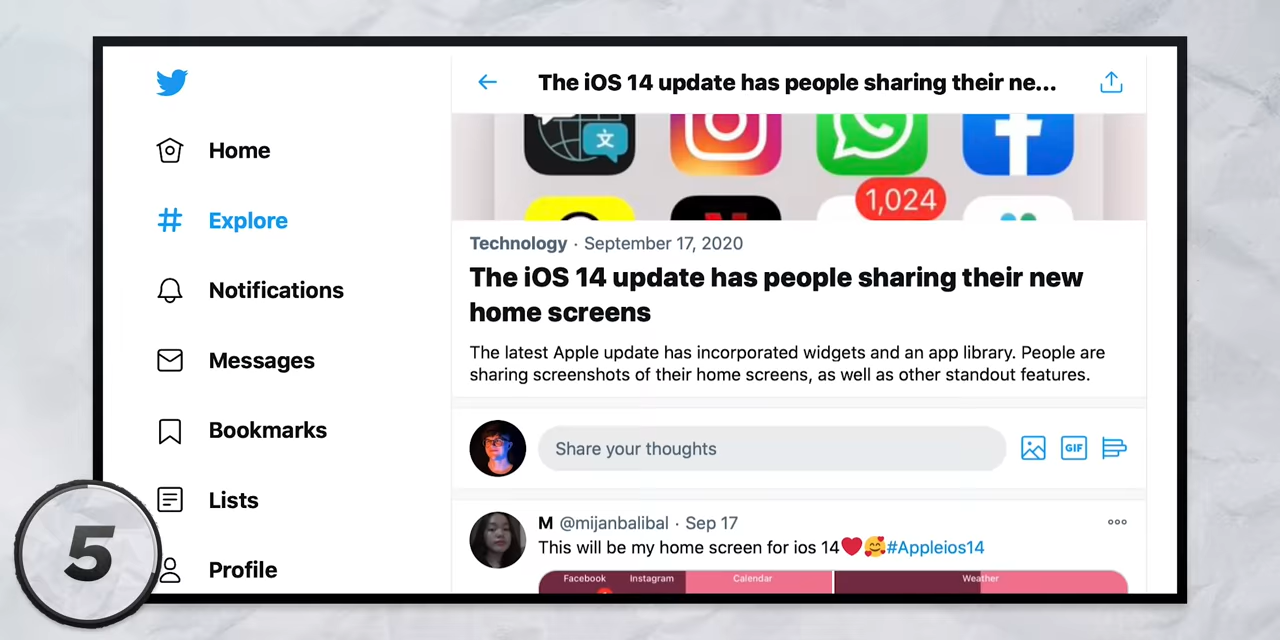 The iOS 14 update has people sharing their ne...
Home
Explore
Notifications
Messages
Bookmarks
Lists
Profile
文
1,024
Technology · September 17, 2020
The iOS 14 update has people sharing their new
home screens
The latest Apple update has incorporated widgets and an app library. People are
sharing screenshots of their home screens, as well as other standout features.
Share your thoughts
GIF
M @mijanbalibal · Sep 17
This will be my home screen for ios 14❤️🥰#Appleios14
Facebook Instagram Calendar Weather
5